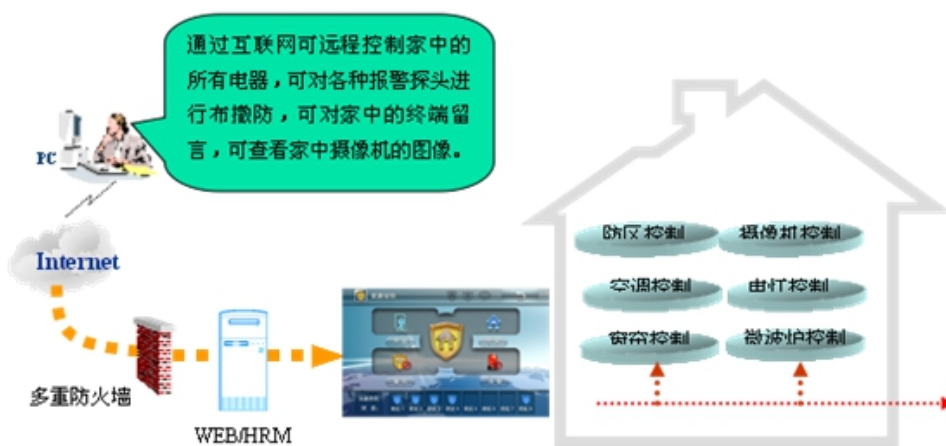 通过互联网可远程控制家中的
所有电器,可对各种报警探头进
行布撤防,可对家中的终端留
言,可查看家中摄像机的图像。
PC
Internet
多重防火墙
WEB/HRM
防区控制
摄像机控制
空调控制
电灯控制
窗帘控制
微波炉控制